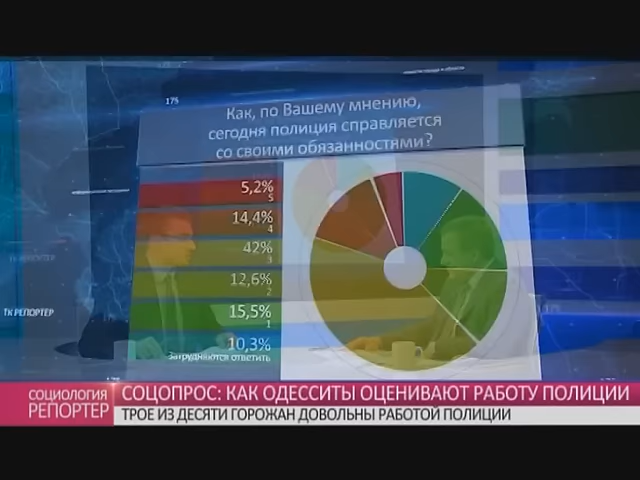 175
Как, по Вашему мнению,
сегодня полиция справляется
со своими обязанностями?
5,2%
5
14,4%
4
42%
3
12,6%
2
15,5%
1
10,3%
Затрудняются ответить
ТК РЕПОРТЕР
175
СОЦИОЛОГИЯ
РЕПОРТЕР
СОЦОПРОС: КАК ОДЕССИТЫ ОЦЕНИВАЮТ РАБОТУ ПОЛИЦИИ
ТРОЕ ИЗ ДЕСЯТИ ГОРОЖАН ДОВОЛЬНЫ РАБОТОЙ ПОЛИЦИИ